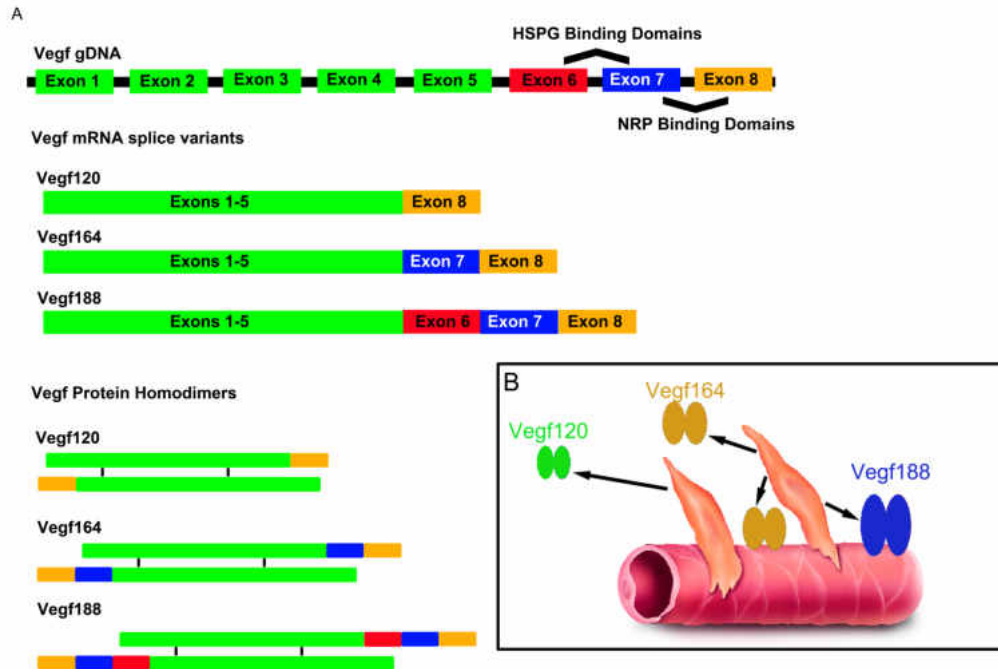 A
HSPG Binding Domains
Vegf gDNA
Exon 1 Exon 2 Exon 3 Exon 4 Exon 5 Exon 6 Exon 7 Exon 8
NRP Binding Domains
Vegf mRNA splice variants
Vegf120
Exons 1-5 Exon 8
Vegf164
Exons 1-5 Exon 7 Exon 8
Vegf188
Exons 1-5 Exon 6 Exon 7 Exon 8
Vegf Protein Homodimers
Vegf120
Vegf164
Vegf188
B
Vegf164
Vegf120
Vegf188